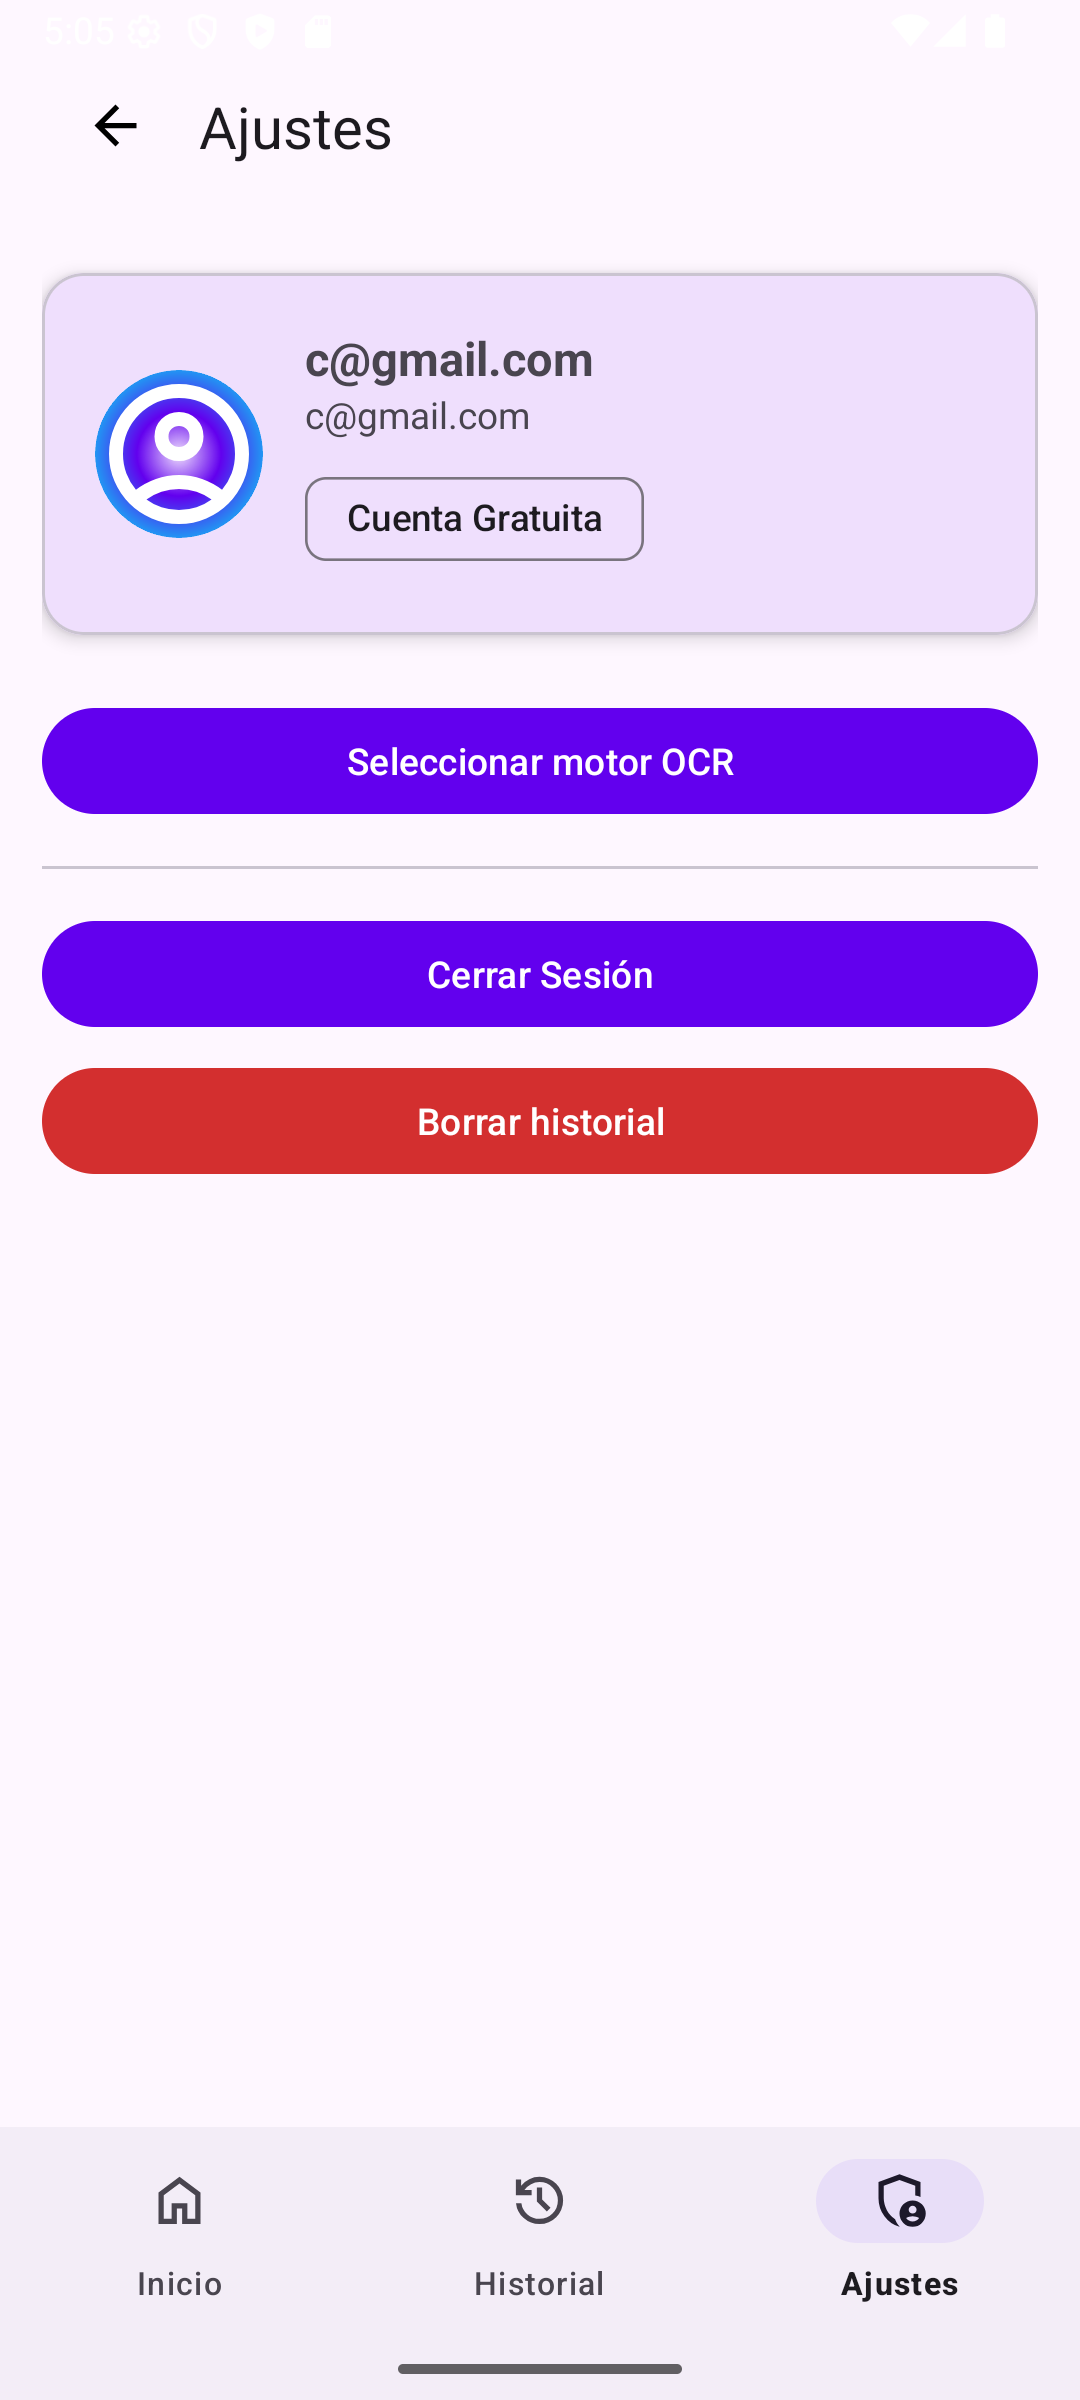 5:05
Ajustes
c@gmail.com
c@gmail.com
Cuenta Gratuita
Seleccionar motor OCR
Cerrar Sesión
Borrar historial
Inicio
Historial
Ajustes